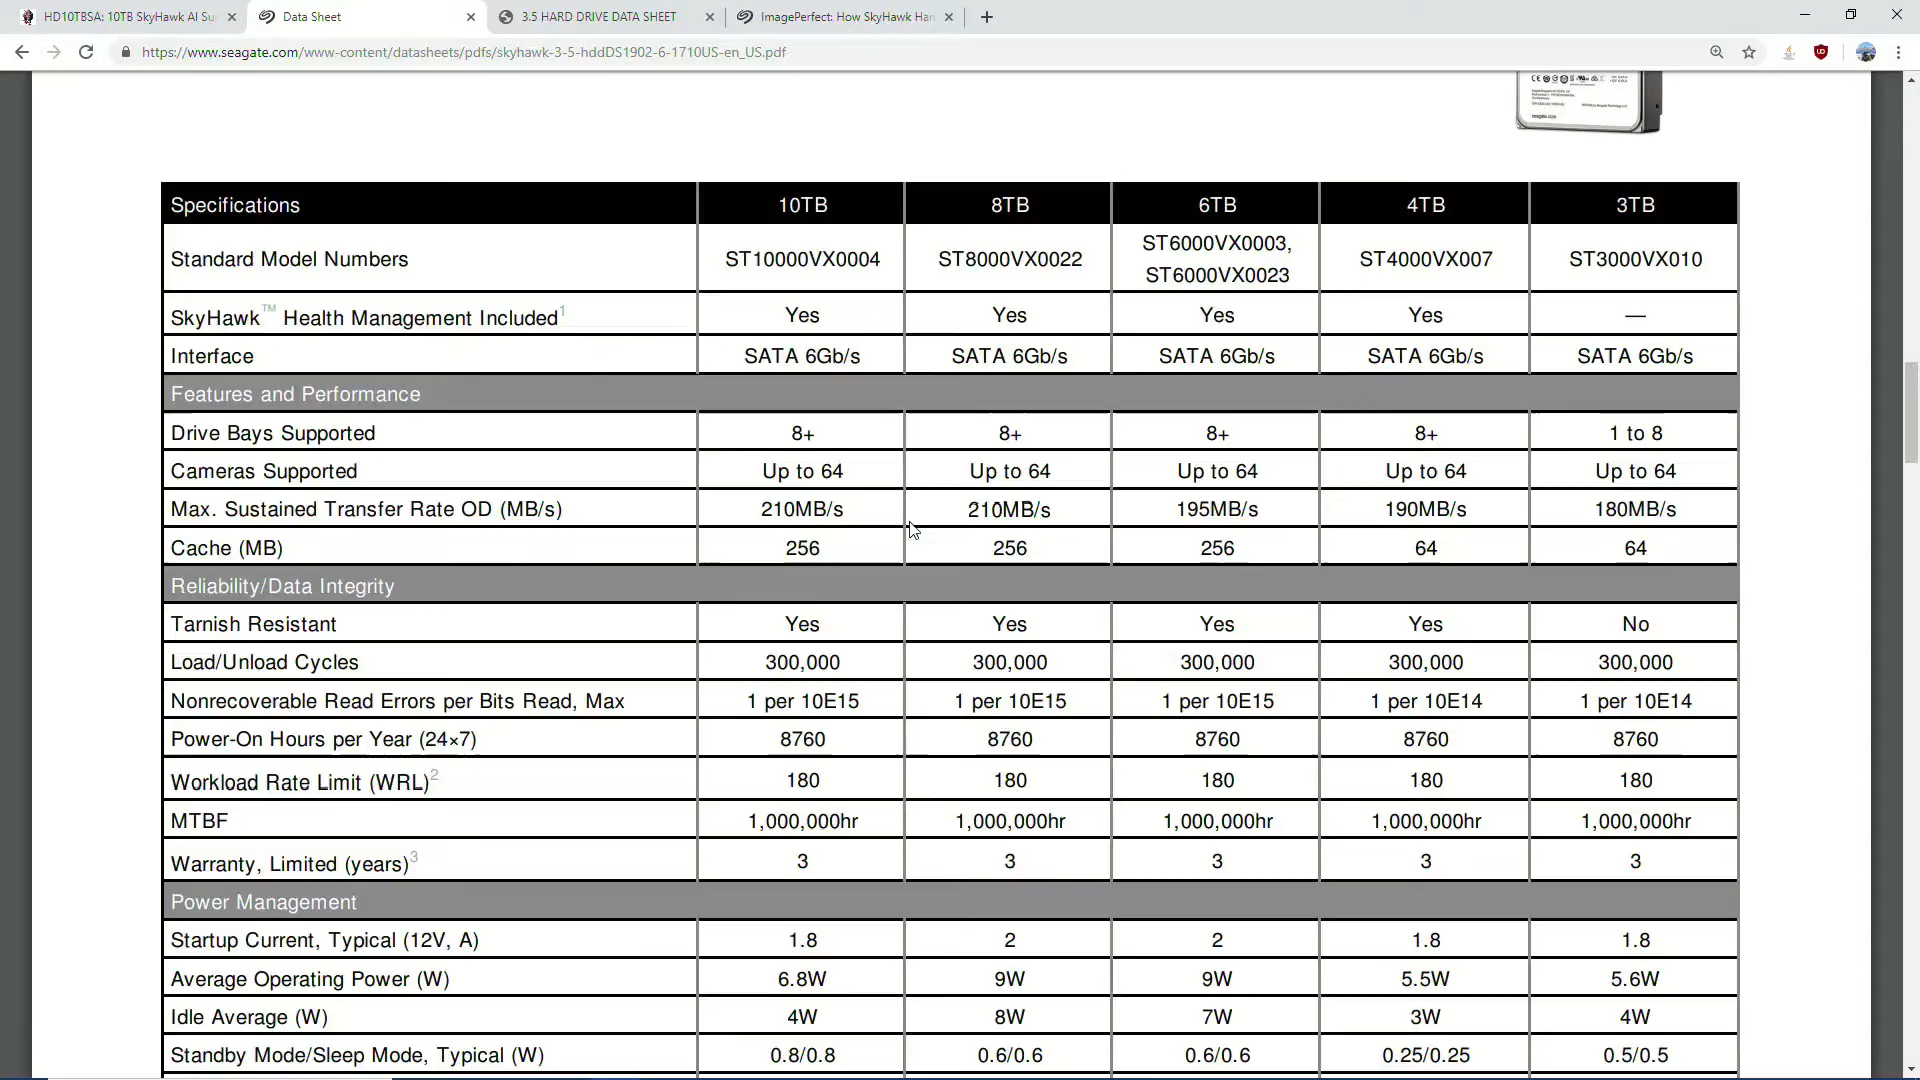 HD10TBSA: 10TB SkyHawk AI Su
Data Sheet
3.5 HARD DRIVE DATA SHEET
ImagePerfect: How SkyHawk Han
https://www.seagate.com/www-content/datasheets/pdfs/skyhawk-3-5-hddDS1902-6-1710US-en_US.pdf
seagate.com
Specifications 10TB 8TB 6TB 4TB 3TB
Standard Model Numbers ST10000VX0004 ST8000VX0022 ST6000VX0003, ST6000VX0023 ST4000VX007 ST3000VX010
SkyHawk™ Health Management Included1 Yes Yes Yes Yes —
Interface SATA 6Gb/s SATA 6Gb/s SATA 6Gb/s SATA 6Gb/s SATA 6Gb/s
Features and Performance
Drive Bays Supported 8+ 8+ 8+ 8+ 1 to 8
Cameras Supported Up to 64 Up to 64 Up to 64 Up to 64 Up to 64
Max. Sustained Transfer Rate OD (MB/s) 210MB/s 210MB/s 195MB/s 190MB/s 180MB/s
Cache (MB) 256 256 256 64 64
Reliability/Data Integrity
Tarnish Resistant Yes Yes Yes Yes No
Load/Unload Cycles 300,000 300,000 300,000 300,000 300,000
Nonrecoverable Read Errors per Bits Read, Max 1 per 10E15 1 per 10E15 1 per 10E15 1 per 10E14 1 per 10E14
Power-On Hours per Year (24×7) 8760 8760 8760 8760 8760
Workload Rate Limit (WRL)2 180 180 180 180 180
MTBF 1,000,000hr 1,000,000hr 1,000,000hr 1,000,000hr 1,000,000hr
Warranty, Limited (years)3 3 3 3 3 3
Power Management
Startup Current, Typical (12V, A) 1.8 2 2 1.8 1.8
Average Operating Power (W) 6.8W 9W 9W 5.5W 5.6W
Idle Average (W) 4W 8W 7W 3W 4W
Standby Mode/Sleep Mode, Typical (W) 0.8/0.8 0.6/0.6 0.6/0.6 0.25/0.25 0.5/0.5